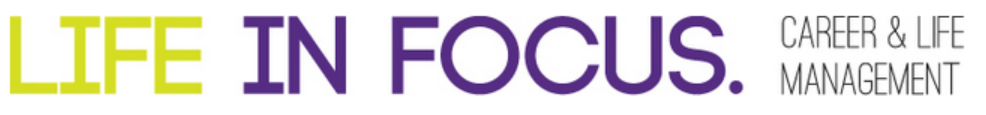 LIFE IN FOCUS.
CAREER & LIFE
MANAGEMENT